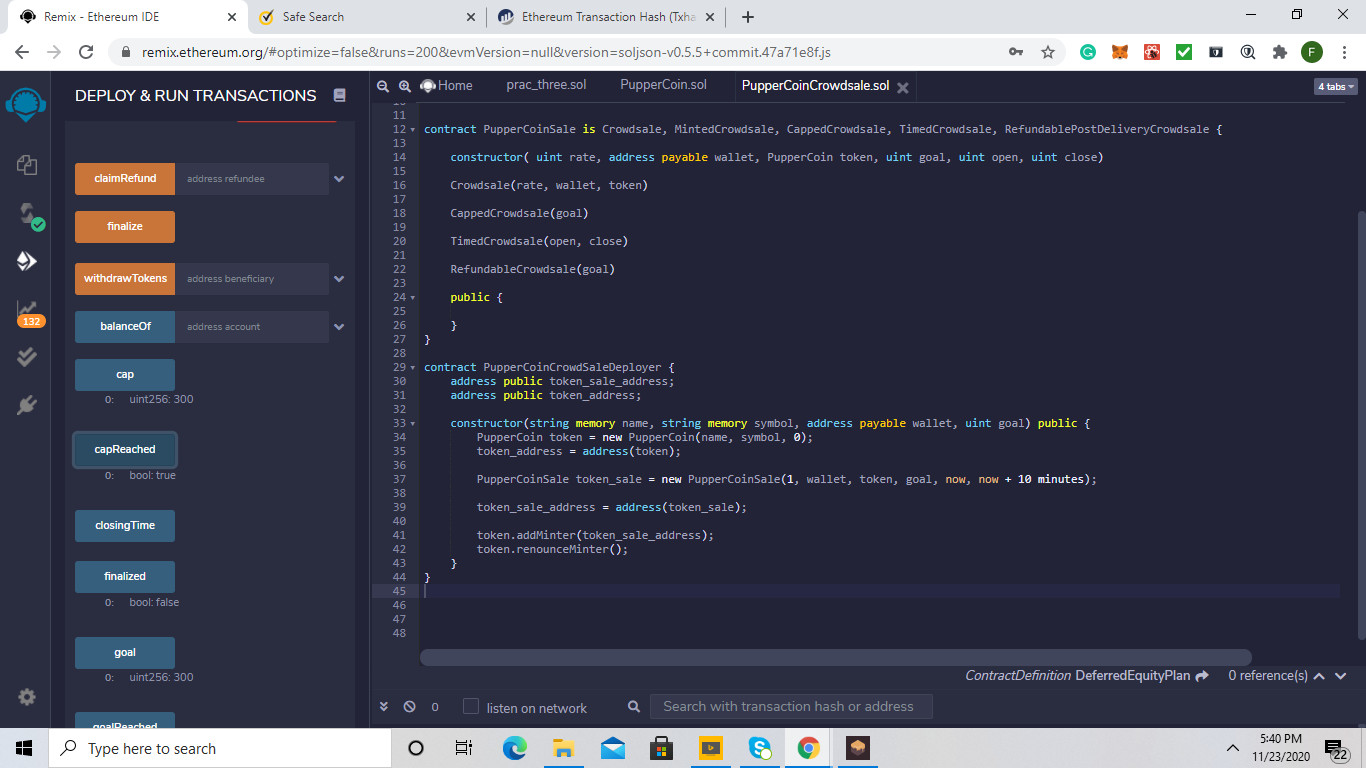 Remix - Ethereum IDE
Safe Search
Ethereum Transaction Hash (Txha
remix.ethereum.org/#optimize=false&runs=200&evmVersion=null&version=soljson-v0.5.5+commit.47a71e8f.js
F
DEPLOY & RUN TRANSACTIONS
Home
prac_three.sol
PupperCoin.sol
PupperCoinCrowdsale.sol
4 tabs
132
claimRefund address refundee
finalize
withdrawTokens address beneficiary
balanceOf address account
cap
0: uint256: 300
capReached
0: bool: true
closingTime
finalized
0: bool: false
goal
0: uint256: 300
goalReached
10
11
12 contract PupperCoinSale is Crowdsale, MintedCrowdsale, CappedCrowdsale, TimedCrowdsale, RefundablePostDeliveryCrowdsale {
13
14 constructor( uint rate, address payable wallet, PupperCoin token, uint goal, uint open, uint close)
15
16 Crowdsale(rate, wallet, token)
17
18 CappedCrowdsale(goal)
19
20 TimedCrowdsale(open, close)
21
22 RefundableCrowdsale(goal)
23
24 public {
25
26 }
27 }
28
29 contract PupperCoinCrowdSaleDeployer {
30 address public token_sale_address;
31 address public token_address;
32
33 constructor(string memory name, string memory symbol, address payable wallet, uint goal) public {
34 PupperCoin token = new PupperCoin(name, symbol, 0);
35 token_address = address(token);
36
37 PupperCoinSale token_sale = new PupperCoinSale(1, wallet, token, goal, now, now + 10 minutes);
38
39 token_sale_address = address(token_sale);
40
41 token.addMinter(token_sale_address);
42 token.renounceMinter();
43 }
44 }
45
46
47
48
ContractDefinition DeferredEquityPlan 0 reference(s)
0 listen on network Search with transaction hash or address
Type here to search
5:40 PM
11/23/2020
22